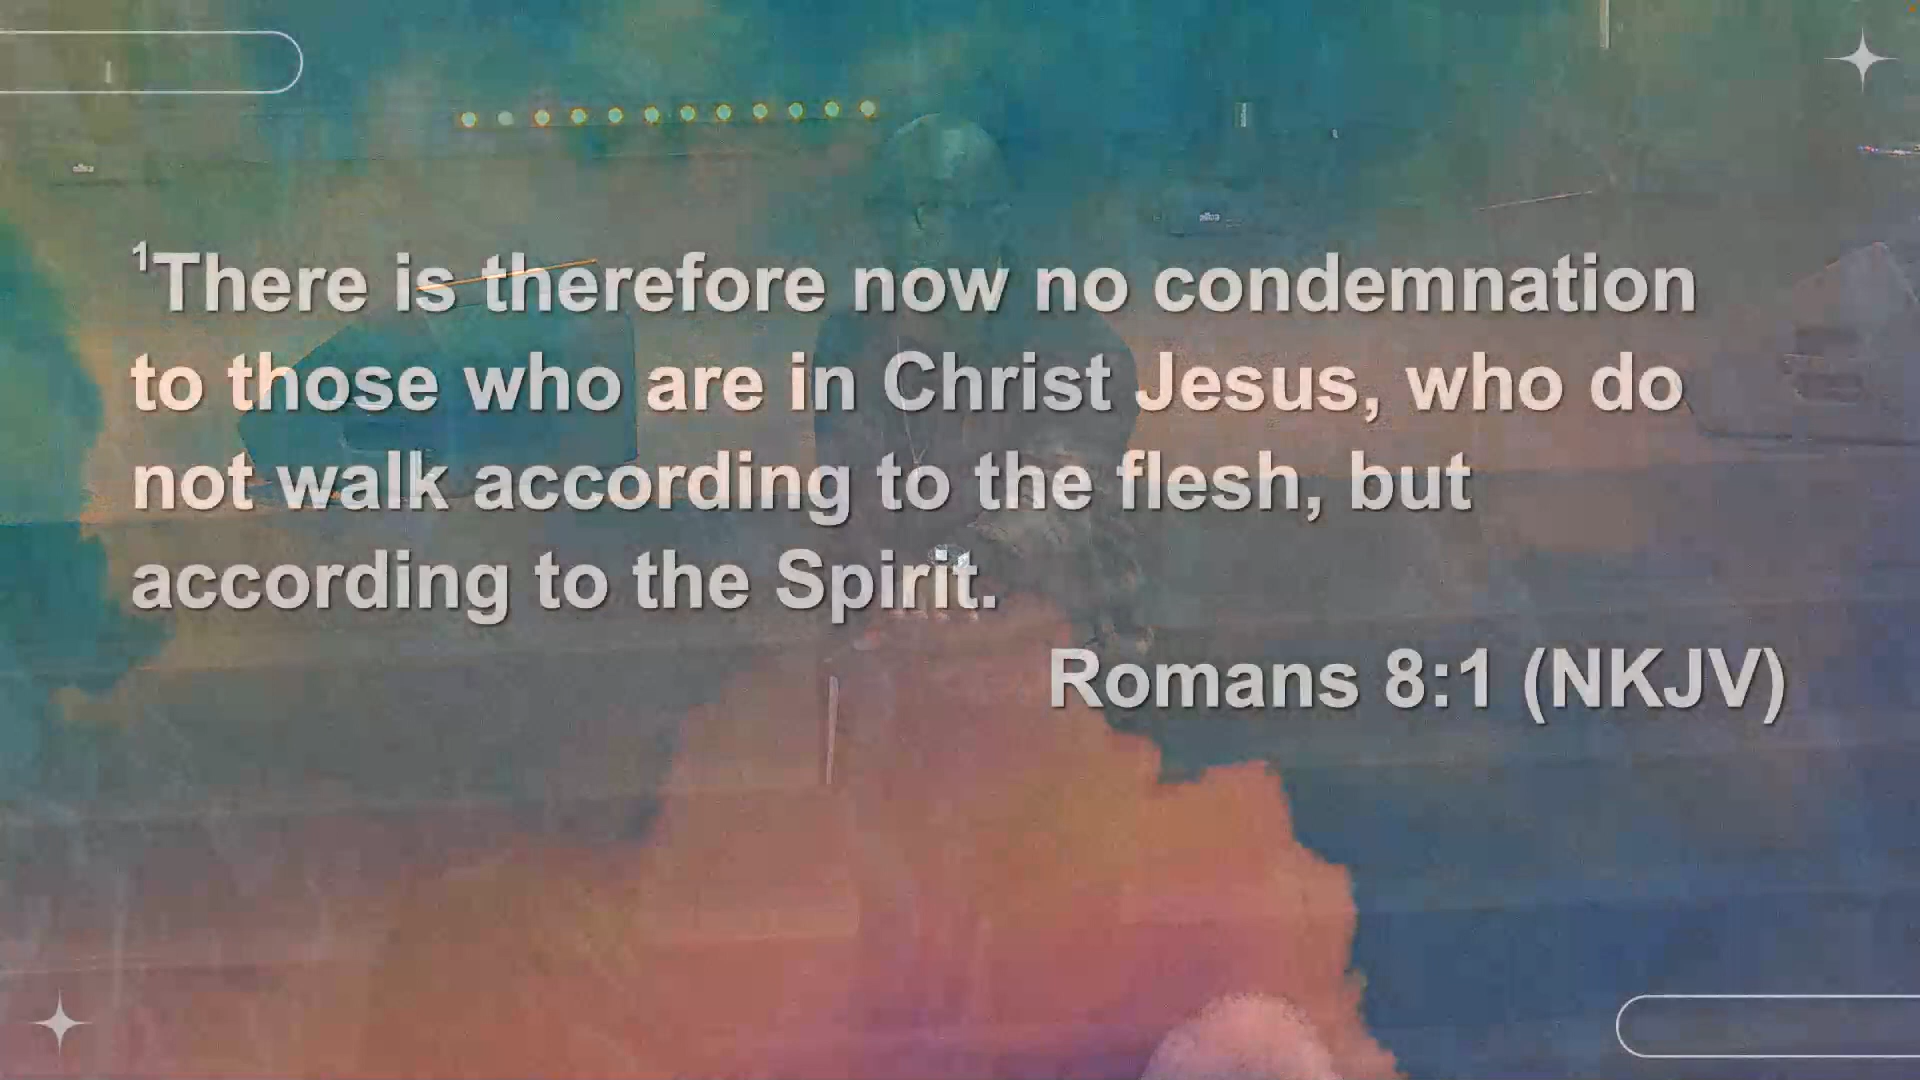 ¹There is therefore now no condemnation
to those who are in Christ Jesus, who do
not walk according to the flesh, but
according to the Spirit.
Romans 8:1 (NKJV)